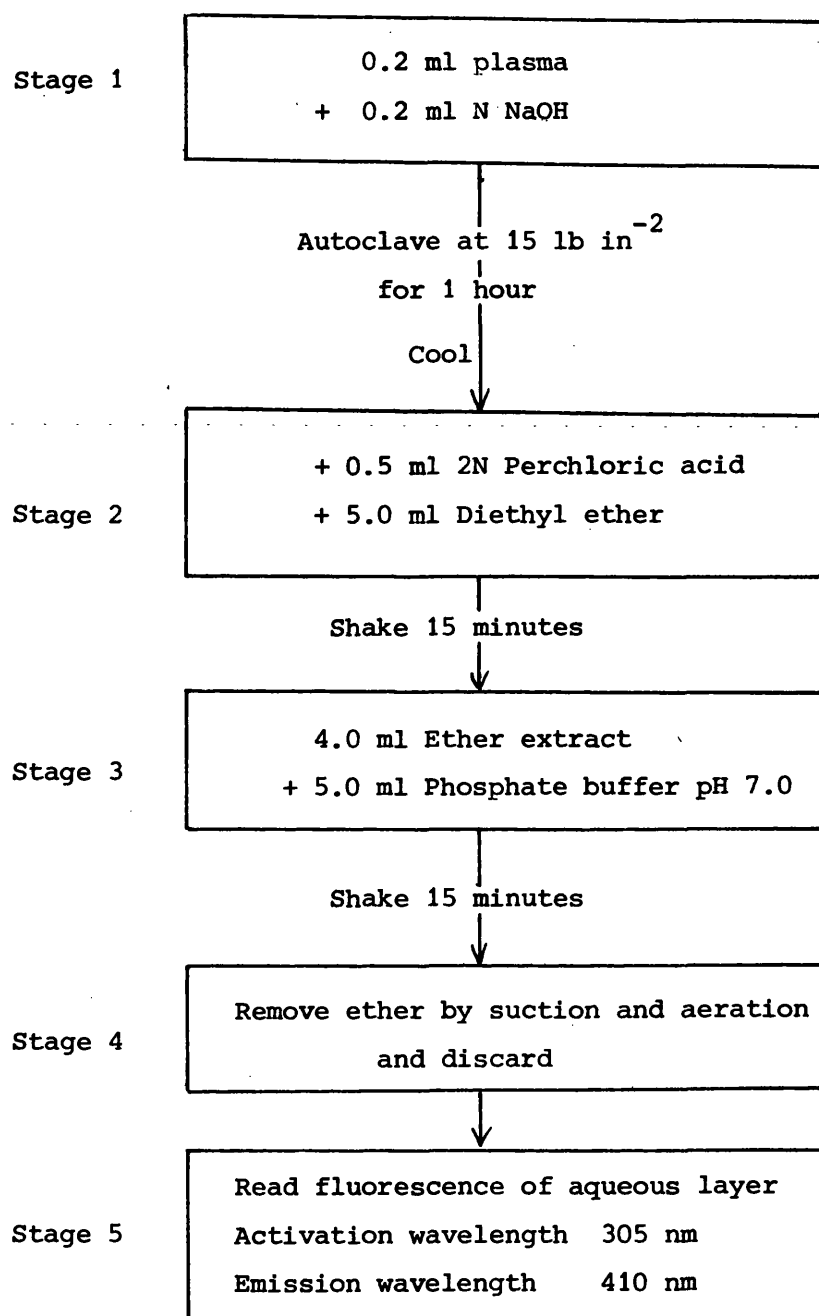 Stage 1
0.2 ml plasma
+ 0.2 ml N NaOH
Autoclave at 15 lb in⁻²
for 1 hour
Cool
Stage 2
+ 0.5 ml 2N Perchloric acid
+ 5.0 ml Diethyl ether
Shake 15 minutes
Stage 3
4.0 ml Ether extract
+ 5.0 ml Phosphate buffer pH 7.0
Shake 15 minutes
Stage 4
Remove ether by suction and aeration
and discard
Stage 5
Read fluorescence of aqueous layer
Activation wavelength 305 nm
Emission wavelength 410 nm